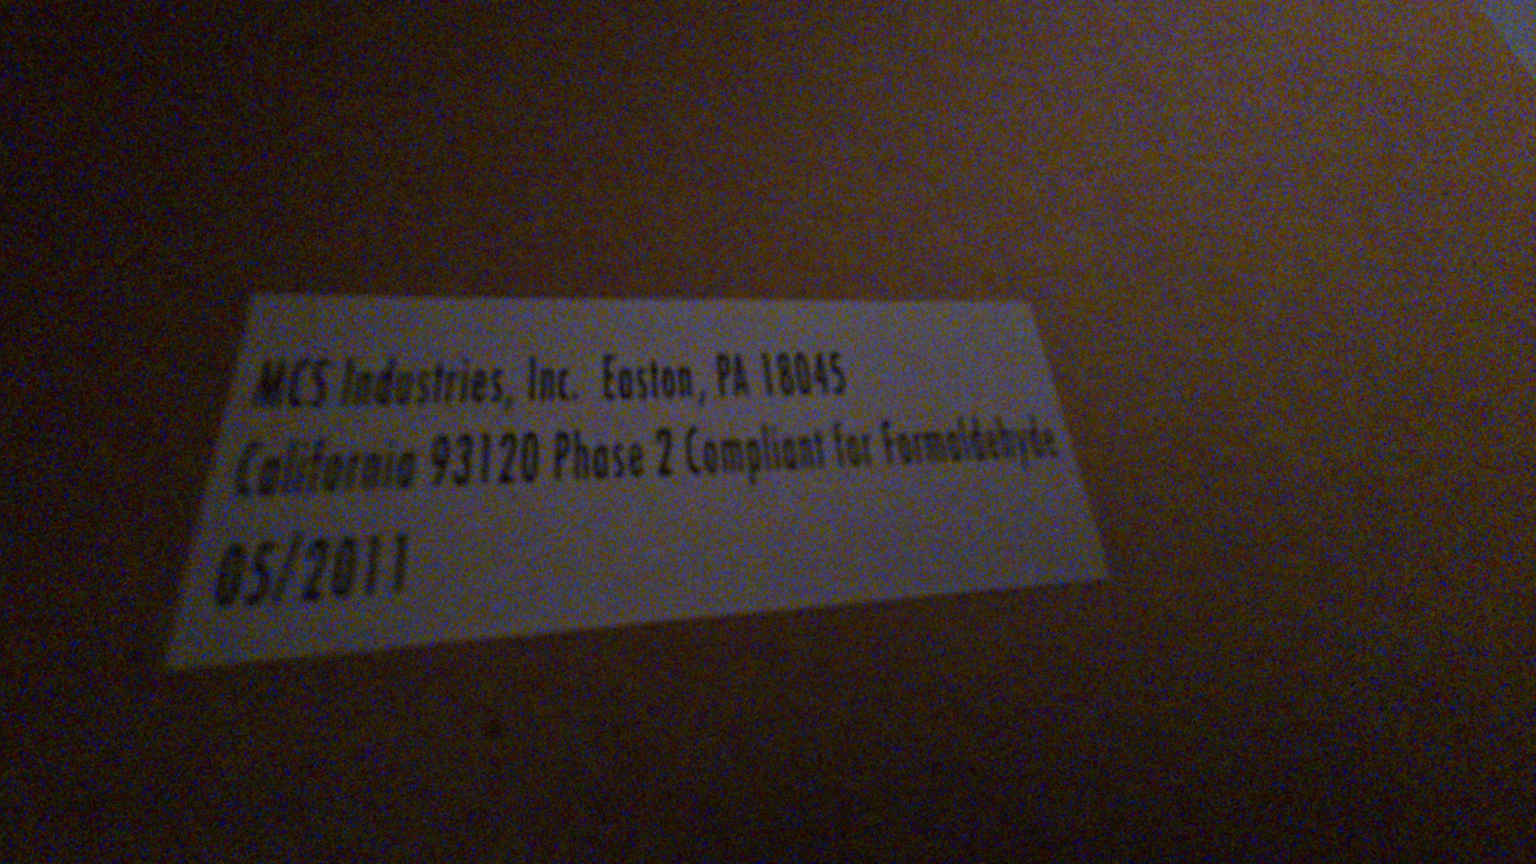 MCS Industries, Inc. Easton, PA 18045
California 93120 Phase 2 Compliant for Formaldehyde
05/2011